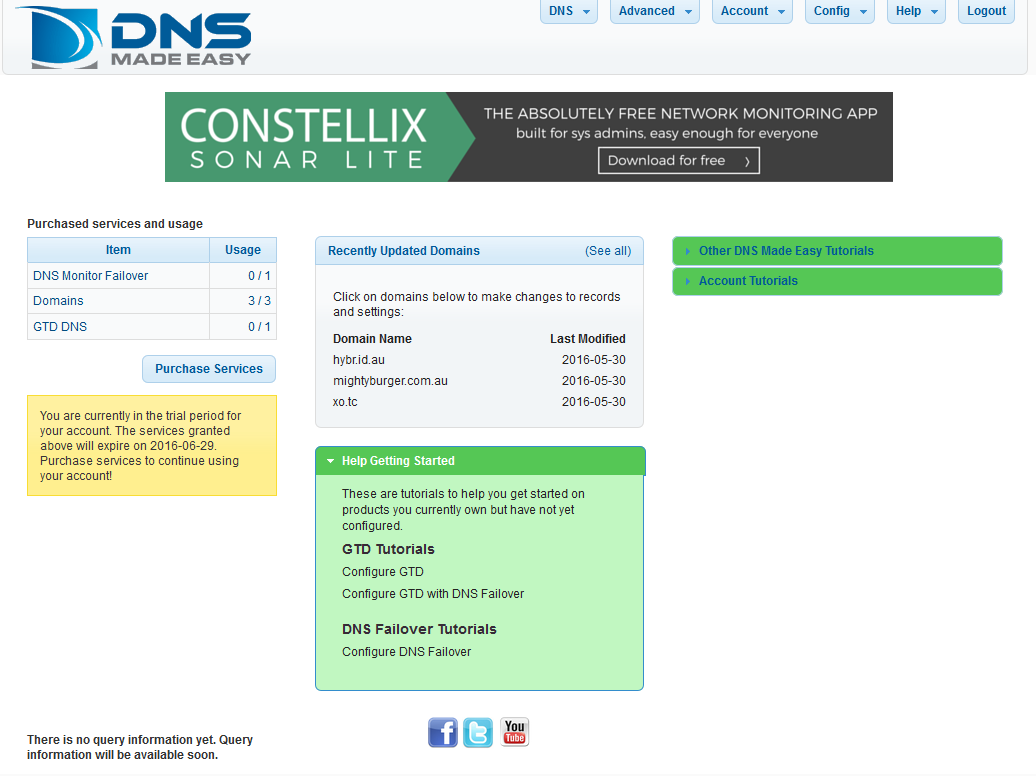 DNS
MADE EASY
DNS Advanced Account Config Help Logout
CONSTELLIX
SONAR LITE
THE ABSOLUTELY FREE NETWORK MONITORING APP
built for sys admins, easy enough for everyone
Download for free
Purchased services and usage
Item Usage
DNS Monitor Failover 0 / 1
Domains 3 / 3
GTD DNS 0 / 1
Purchase Services
You are currently in the trial period for
your account. The services granted
above will expire on 2016-06-29.
Purchase services to continue using
your account!
Recently Updated Domains (See all)
Click on domains below to make changes to records
and settings:
Domain Name Last Modified
hybr.id.au 2016-05-30
mightyburger.com.au 2016-05-30
xo.tc 2016-05-30
Help Getting Started
These are tutorials to help you get started on
products you currently own but have not yet
configured.
GTD Tutorials
Configure GTD
Configure GTD with DNS Failover
DNS Failover Tutorials
Configure DNS Failover
Other DNS Made Easy Tutorials
Account Tutorials
There is no query information yet. Query
information will be available soon.
f t You
Tube